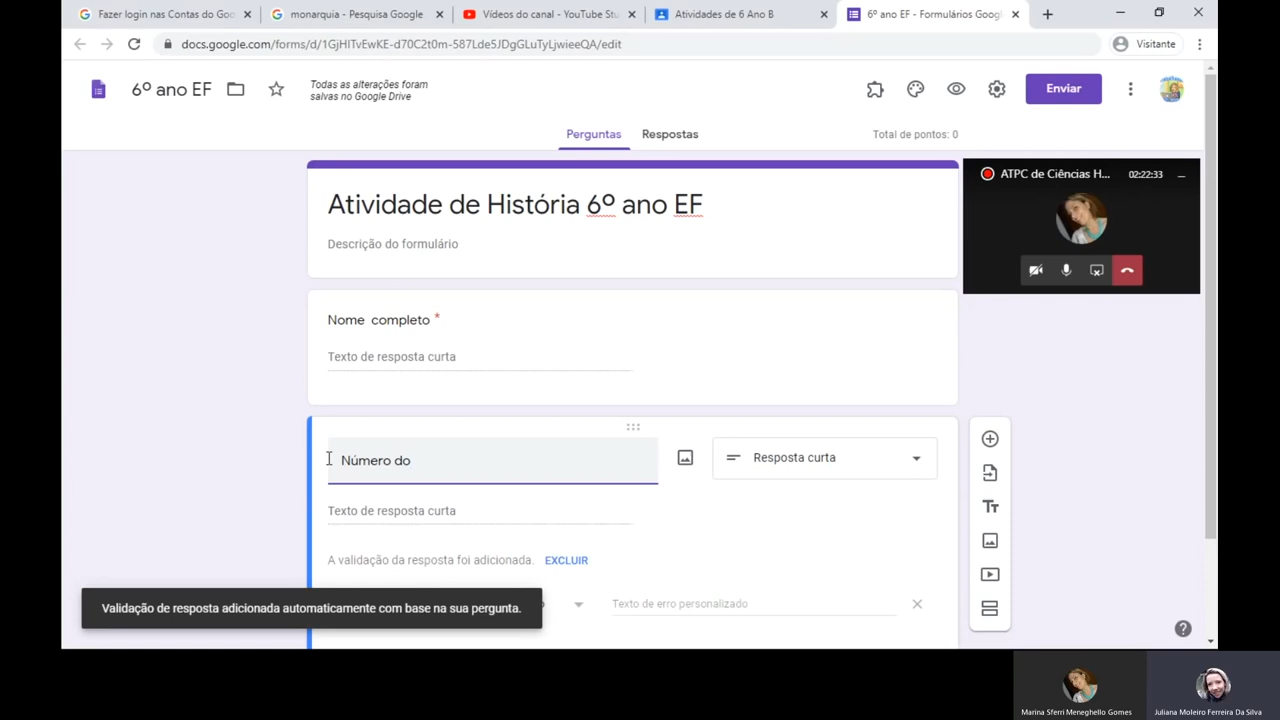 Fazer login nas Contas do Goo
monarquia - Pesquisa Google
Vídeos do canal - YouTube Stu
Atividades de 6 Ano B
6º ano EF - Formulários Goog
docs.google.com/forms/d/1GjHlTvEwKE-d70C2t0m-587Lde5JDgGLuTyLjwieeQA/edit
Visitante
6º ano EF
Todas as alterações foram
salvas no Google Drive
Enviar
Perguntas
Respostas
Total de pontos: 0
ATPC de Ciências H...
02:22:33
Atividade de História 6º ano EF
Descrição do formulário
Nome completo *
Texto de resposta curta
Número do
Resposta curta
Texto de resposta curta
A validação da resposta foi adicionada. EXCLUIR
Texto de erro personalizado
Validação de resposta adicionada automaticamente com base na sua pergunta.
Marina Sferri Meneghello Gomes
Juliana Moleiro Ferreira Da Silva